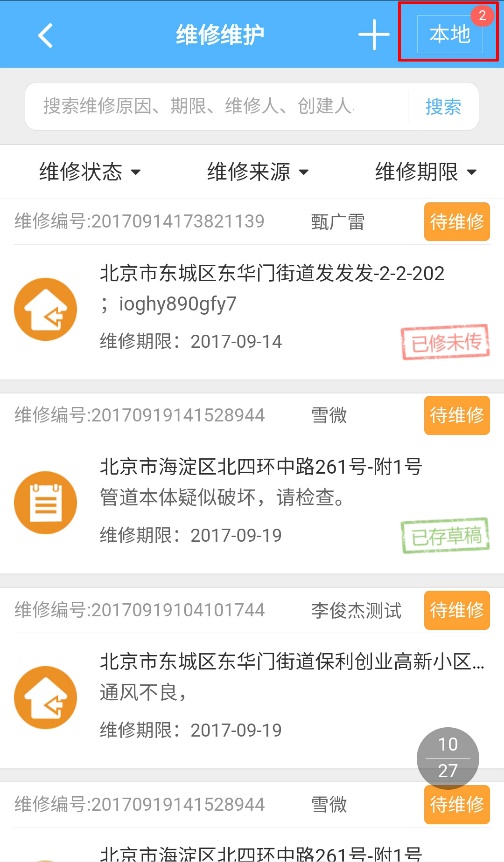 维修维护
本地
2
搜索维修原因、期限、维修人、创建人.
搜索
维修状态
维修来源
维修期限
维修编号:20170914173821139
甄广雷
待维修
北京市东城区东华门街道发发发-2-2-202
；ioghy890gfy7
维修期限：2017-09-14
已修未传
维修编号:20170919141528944
雪微
待维修
北京市海淀区北四环中路261号-附1号
管道本体疑似破坏，请检查。
维修期限：2017-09-19
已存草稿
维修编号:20170919104101744
李俊杰测试
待维修
北京市东城区东华门街道保利创业高新小区...
通风不良，
维修期限：2017-09-19
10
27
维修编号:20170919141528944
雪微
待维修
北京市海淀区北四环中路261号-附1号